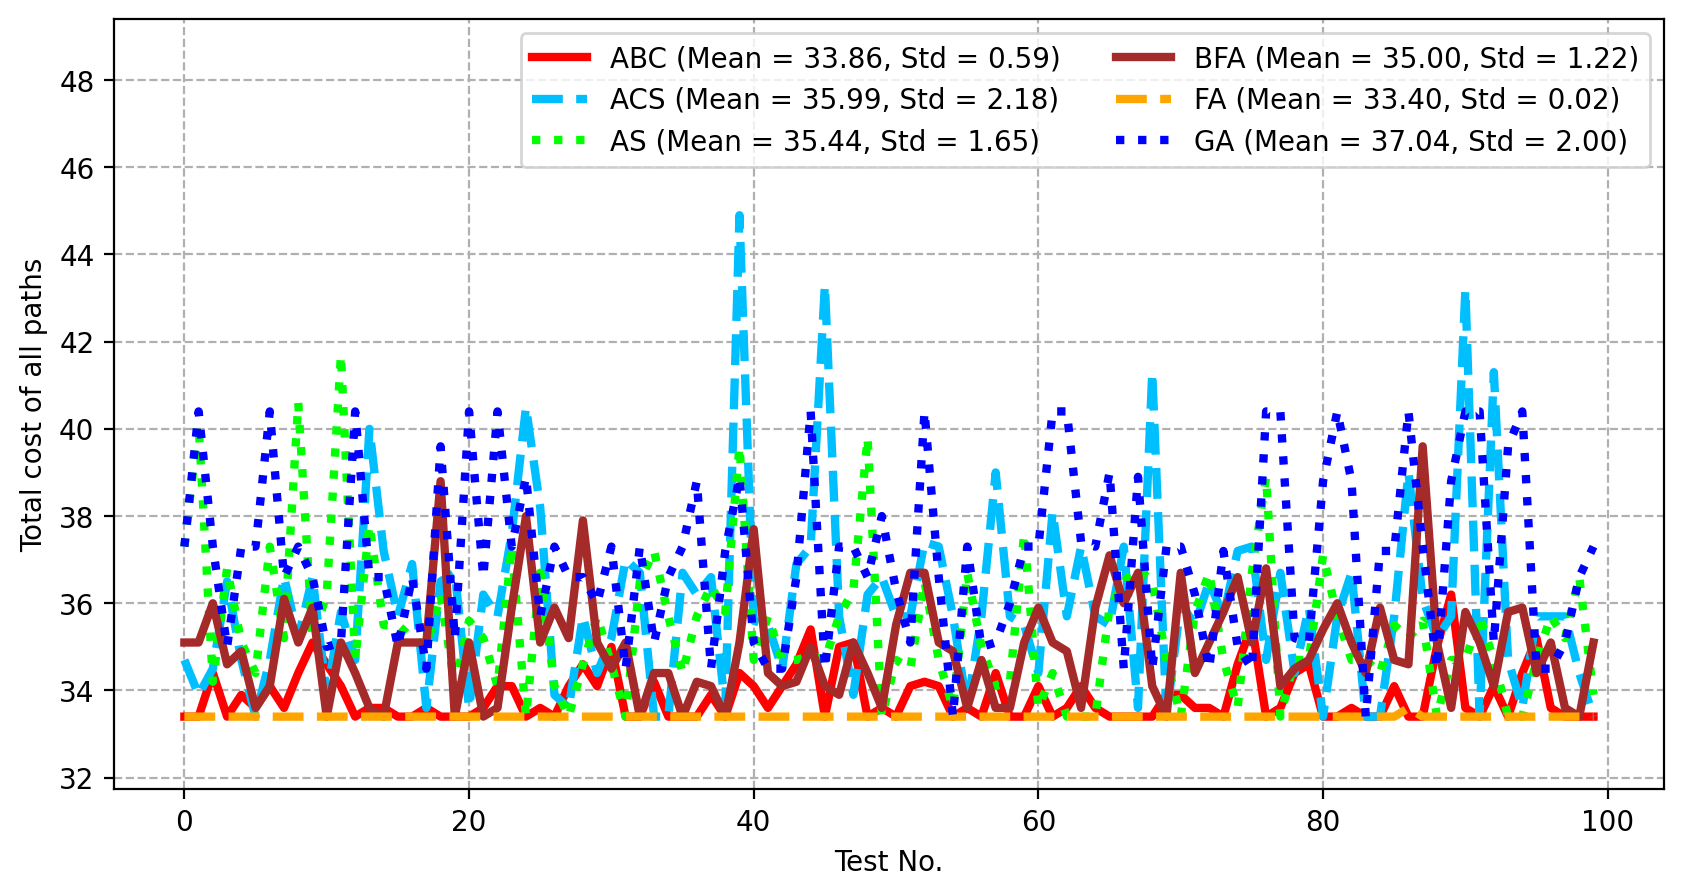 ABC (Mean = 33.86, Std = 0.59)
ACS (Mean = 35.99, Std = 2.18)
AS (Mean = 35.44, Std = 1.65)
BFA (Mean = 35.00, Std = 1.22)
FA (Mean = 33.40, Std = 0.02)
GA (Mean = 37.04, Std = 2.00)
Total cost of all paths
48
46
44
42
40
38
36
34
32
0 20 40 60 80 100
Test No.